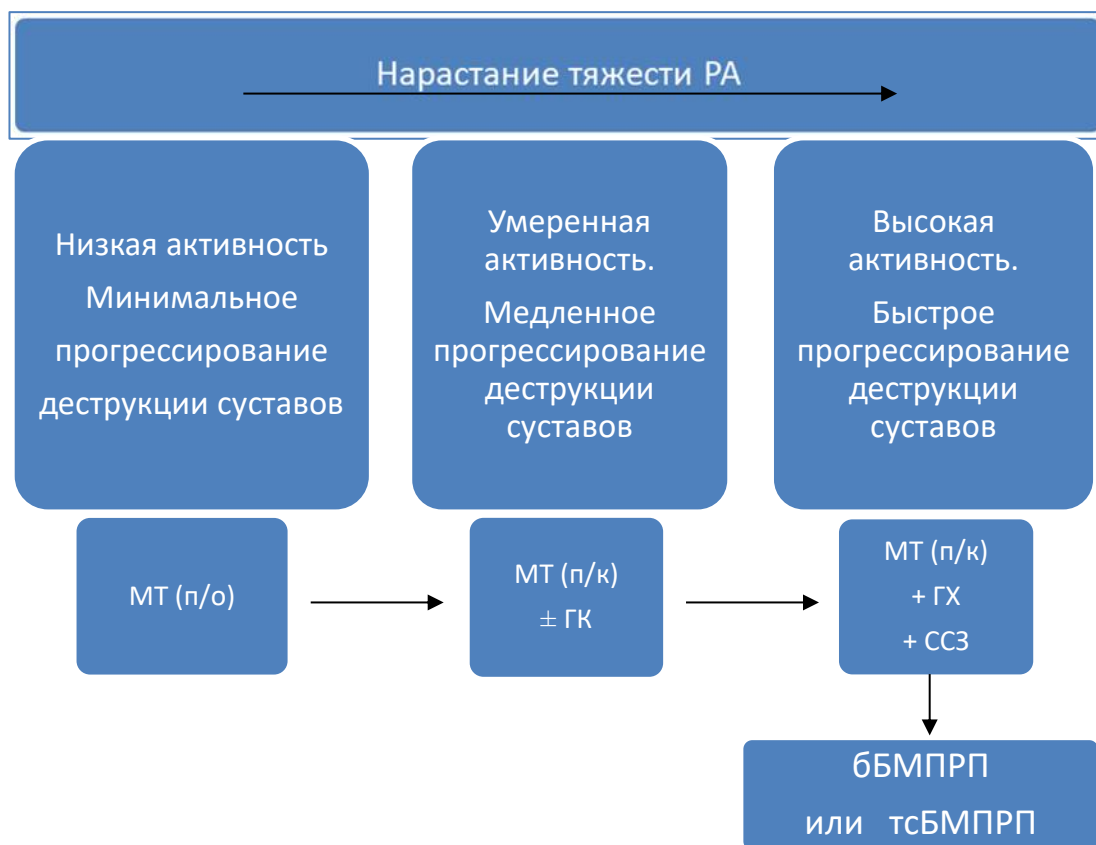 Нарастание тяжести РА
Низкая активность
Минимальное
прогрессирование
деструкции суставов
Умеренная
активность.
Медленное
прогрессирование
деструкции
суставов
Высокая
активность.
Быстрое
прогрессирование
деструкции
суставов
МТ (п/о)
МТ (п/к)
± ГК
МТ (п/к)
+ ГХ
+ ССЗ
бБМПРП
или тсБМПРП